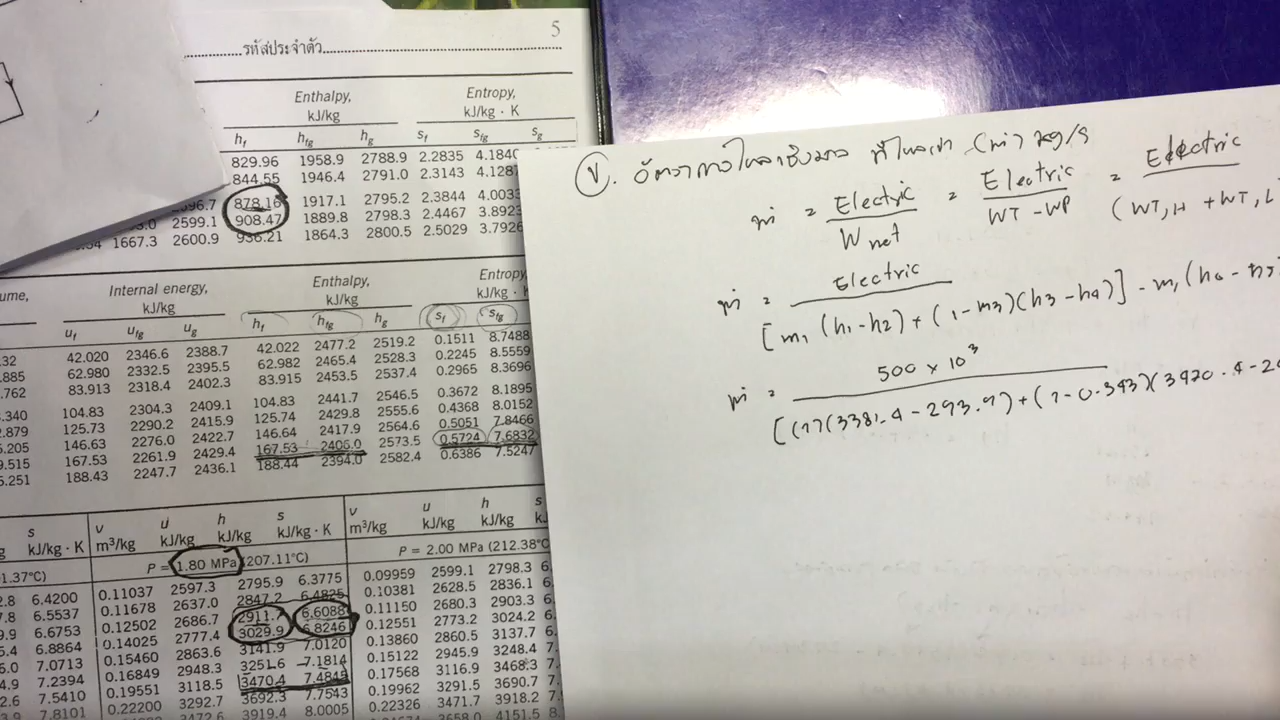 5
..................รหัสประจำตัว..................................................
Enthalpy, Entropy,
kJ/kg kJ/kg · K
hf hfg hg sf sfg sg
829.96 1958.9 2788.9 2.2835
844.55 1946.4 2791.0 2.3143
878.16 1917.1 2795.2 2.3844
2599.1 908.47 1889.8 2798.3 2.4467
1667.3 2600.9 936.21 1864.3 2800.5 2.5029
Internal energy, Enthalpy,
kJ/kg kJ/kg
uf ufg ug hf hfg hg sf sfg
42.020 2346.6 2388.7 42.022 2477.2 2519.2 0.1511 8.7488
62.980 2332.5 2395.5 62.982 2465.4 2528.3 0.2245 8.5559
83.913 2318.4 2402.3 83.915 2453.5 2537.4 0.2965 8.3696
104.83 2304.3 2409.1 104.83 2441.7 2546.5 0.3672 8.1895
125.73 2290.2 2415.9 125.74 2429.8 2555.6 0.4368 8.0152
146.63 2276.0 2422.7 146.64 2417.9 2564.6 0.5051 7.8466
167.53 2261.9 2429.4 167.53 2406.0 2573.5 0.5724 7.6832
188.43 2247.7 2436.1 188.44 2394.0 2582.4 0.6386 7.5247
s v u h s v u h s
kJ/kg · K m³/kg kJ/kg kJ/kg kJ/kg · K m³/kg kJ/kg kJ/kg
P = 1.80 MPa (207.11°C) P = 2.00 MPa (212.38°C
6.4200 0.11037 2597.3 2795.9 6.3775 0.09959 2599.1 2798.3
6.5537 0.11678 2637.0 2847.2 6.4825 0.10381 2628.5 2836.1
6.6753 0.12502 2686.7 2911.7 6.6088 0.11150 2680.3 2903.3
6.8864 0.14025 2777.4 3029.9 6.8246 0.12551 2773.2 3024.2
7.0713 0.15460 2863.6 3141.9 7.0120 0.13860 2860.5 3137.7
7.2394 0.16849 2948.3 3251.6 7.1814 0.15122 2945.9 3248.4
7.5410 0.19551 3118.5 3470.4 7.4845 0.17568 3116.9 3468.3
7.8101 0.22200 3292.7 3692.3 7.7543 0.19962 3291.5 3690.7
3919.4 8.0005 0.22326 3471.7 3918.2
ข. อัตราการไหลเชิงมวล ที่ไหลเข้า (ṁ) kg/s
ṁ = Electric / Wnet = Electric / WT - WP = Electric / (WT,H + WT,L
ṁ = Electric / [m₁ (h₁-h₂) + (1-m₃)(h₃-h₄)] - m₁(h₆ -
ṁ = 500 × 10³ / [(1)(3381.4 - 293.9) + (1-0.343)(3420.4-